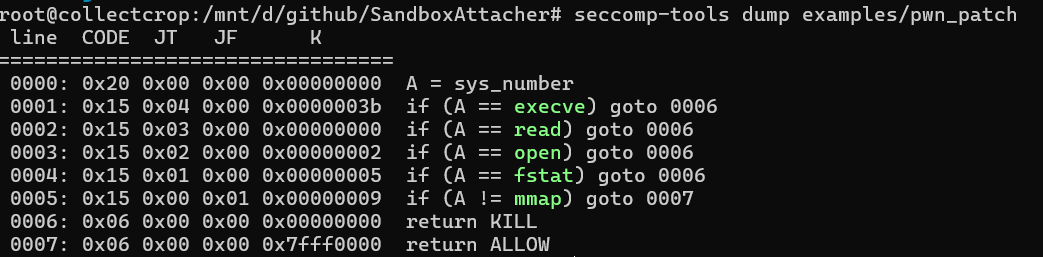 root@collectcrop:/mnt/d/github/SandboxAttacher# seccomp-tools dump examples/pwn_patch
 line  CODE  JT   JF      K
=================================
 0000: 0x20 0x00 0x00 0x00000000  A = sys_number
 0001: 0x15 0x04 0x00 0x0000003b  if (A == execve) goto 0006
 0002: 0x15 0x03 0x00 0x00000000  if (A == read) goto 0006
 0003: 0x15 0x02 0x00 0x00000002  if (A == open) goto 0006
 0004: 0x15 0x01 0x00 0x00000005  if (A == fstat) goto 0006
 0005: 0x15 0x00 0x01 0x00000009  if (A != mmap) goto 0007
 0006: 0x06 0x00 0x00 0x00000000  return KILL
 0007: 0x06 0x00 0x00 0x7fff0000  return ALLOW